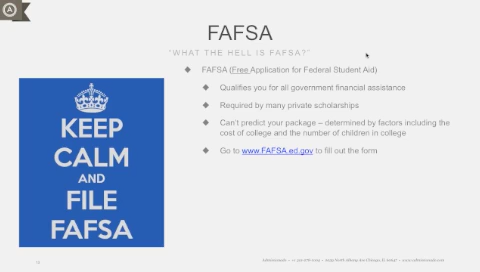 A
FAFSA
"WHAT THE HELL IS FAFSA?"
FAFSA (Free Application for Federal Student Aid)
Qualifies you for all government financial assistance
Required by many private scholarships
Can't predict your package – determined by factors including the
cost of college and the number of children in college
Go to www.FAFSA.ed.gov to fill out the form
KEEP
CALM
AND
FILE
FAFSA